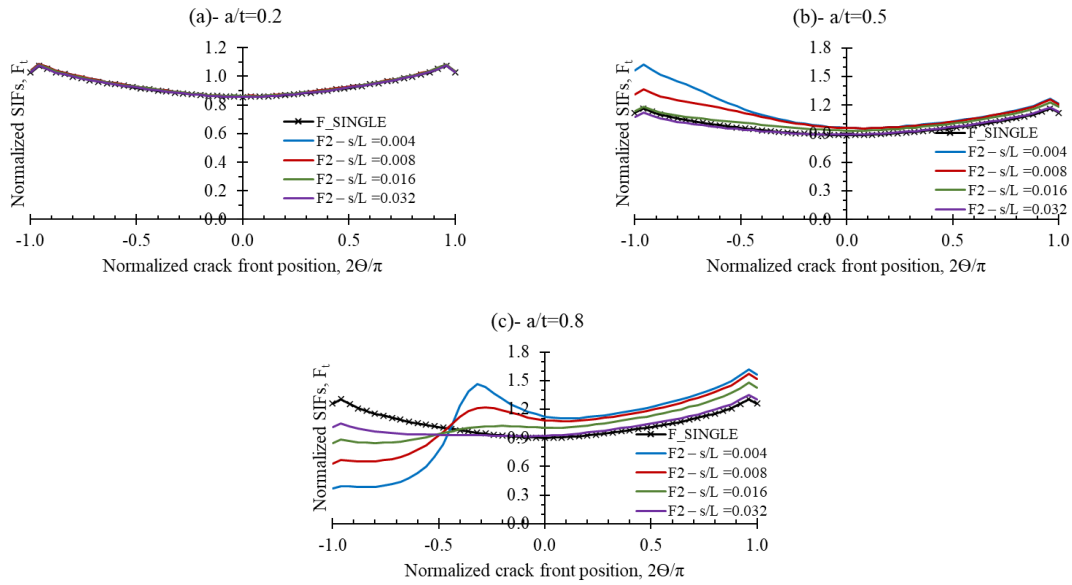 (a)- a/t=0.2
Normalized SIFs, Fₜ
1.2
1.0
0.8
0.6
0.4
0.2
0.0
F_SINGLE
F2 – s/L =0.004
F2 – s/L =0.008
F2 – s/L =0.016
F2 – s/L =0.032
-1.0
-0.5
0.0
0.5
1.0
Normalized crack front position, 2Θ/π
(b)- a/t=0.5
Normalized SIFs, Fₜ
1.8
1.5
1.2
0.9
0.6
0.3
0.0
F_SINGLE
F2 – s/L =0.004
F2 – s/L =0.008
F2 – s/L =0.016
F2 – s/L =0.032
-1.0
-0.5
0.0
0.5
1.0
Normalized crack front position, 2Θ/π
(c)- a/t=0.8
Normalized SIFs, Fₜ
1.8
1.5
1.2
0.9
0.6
0.3
0.0
F_SINGLE
F2 – s/L =0.004
F2 – s/L =0.008
F2 – s/L =0.016
F2 – s/L =0.032
-1.0
-0.5
0.0
0.5
1.0
Normalized crack front position, 2Θ/π